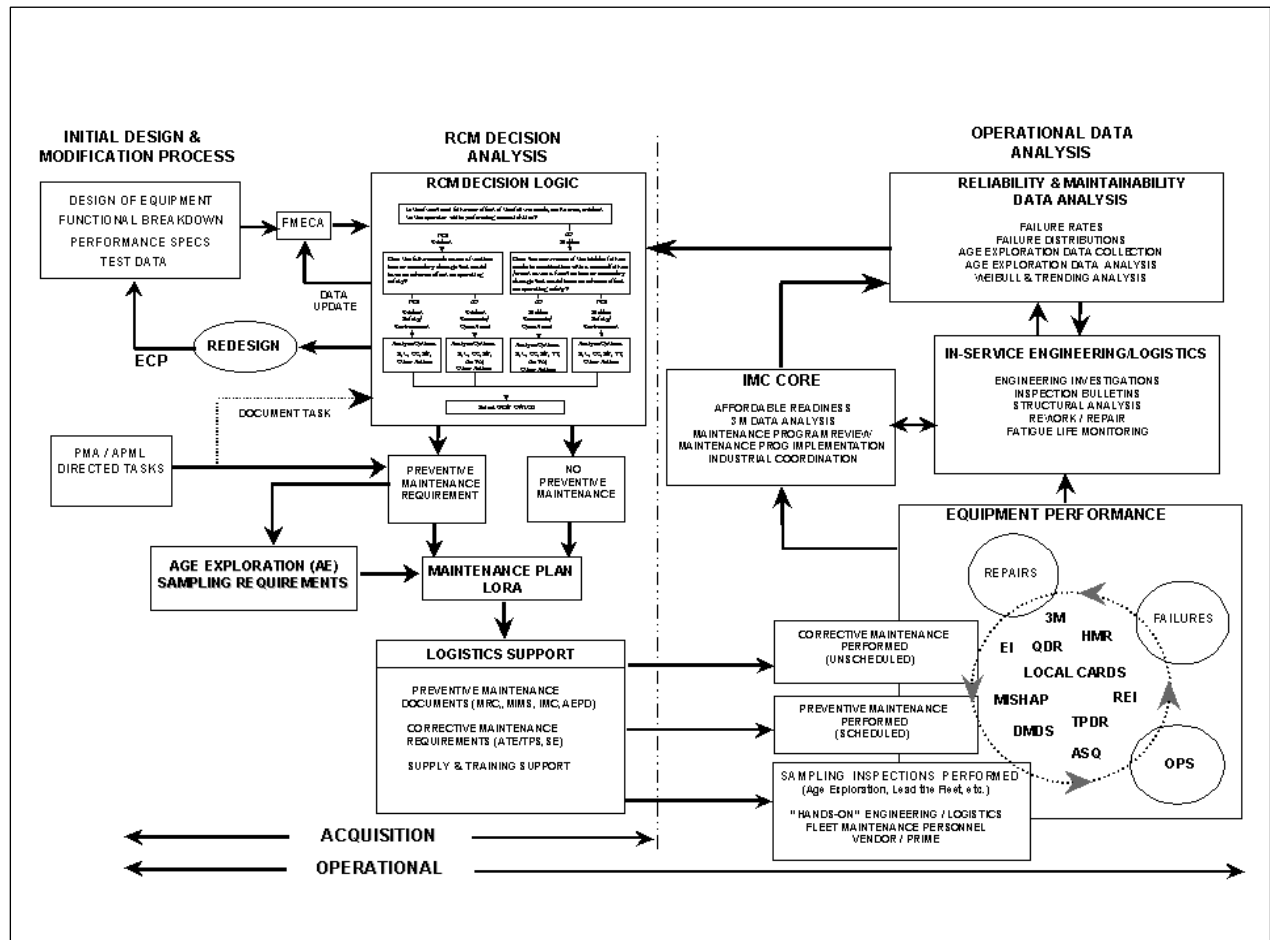 INITIAL DESIGN &
MODIFICATION PROCESS
DESIGN OF EQUIPMENT
FUNCTIONAL BREAKDOWN
PERFORMANCE SPECS
TEST DATA
FMECA
DATA
UPDATE
REDESIGN
ECP
DOCUMENT TASK
PMA / APML
DIRECTED TASKS
RCM DECISION
ANALYSIS
RCM DECISION LOGIC
PREVENTIVE
MAINTENANCE
REQUIREMENT
NO
PREVENTIVE
MAINTENANCE
AGE EXPLORATION (AE)
SAMPLING REQUIREMENTS
MAINTENANCE PLAN
LORA
LOGISTICS SUPPORT
PREVENTIVE MAINTENANCE
DOCUMENTS (MRC,, MIMS, IMC, AEPD)
CORRECTIVE MAINTENANCE
REQUIREMENTS (ATE/TPS, SE)
SUPPLY & TRAINING SUPPORT
OPERATIONAL DATA
ANALYSIS
RELIABILITY & MAINTAINABILITY
DATA ANALYSIS
FAILURE RATES
FAILURE DISTRIBUTIONS
AGE EXPLORATION DATA COLLECTION
AGE EXPLORATION DATA ANALYSIS
WEIBULL & TRENDING ANALYSIS
IN-SERVICE ENGINEERING/LOGISTICS
ENGINEERING INVESTIGATIONS
INSPECTION BULLETINS
STRUCTURAL ANALYSIS
REWORK / REPAIR
FATIGUE LIFE MONITORING
IMC CORE
AFFORDABLE READINESS
3M DATA ANALYSIS
MAINTENANCE PROGRAM REVIEW
MAINTENANCE PROG IMPLEMENTATION
INDUSTRIAL COORDINATION
EQUIPMENT PERFORMANCE
REPAIRS
FAILURES
3M
EI QDR HMR
LOCAL CARDS
MISHAP REI
DMDS TPDR
ASQ
OPS
CORRECTIVE MAINTENANCE
PERFORMED
(UNSCHEDULED)
PREVENTIVE MAINTENANCE
PERFORMED
(SCHEDULED)
SAMPLING INSPECTIONS PERFORMED
(Age Exploration, Lead the Fleet, etc.)
"HANDS-ON" ENGINEERING / LOGISTICS
FLEET MAINTENANCE PERSONNEL
VENDOR / PRIME
ACQUISITION
OPERATIONAL